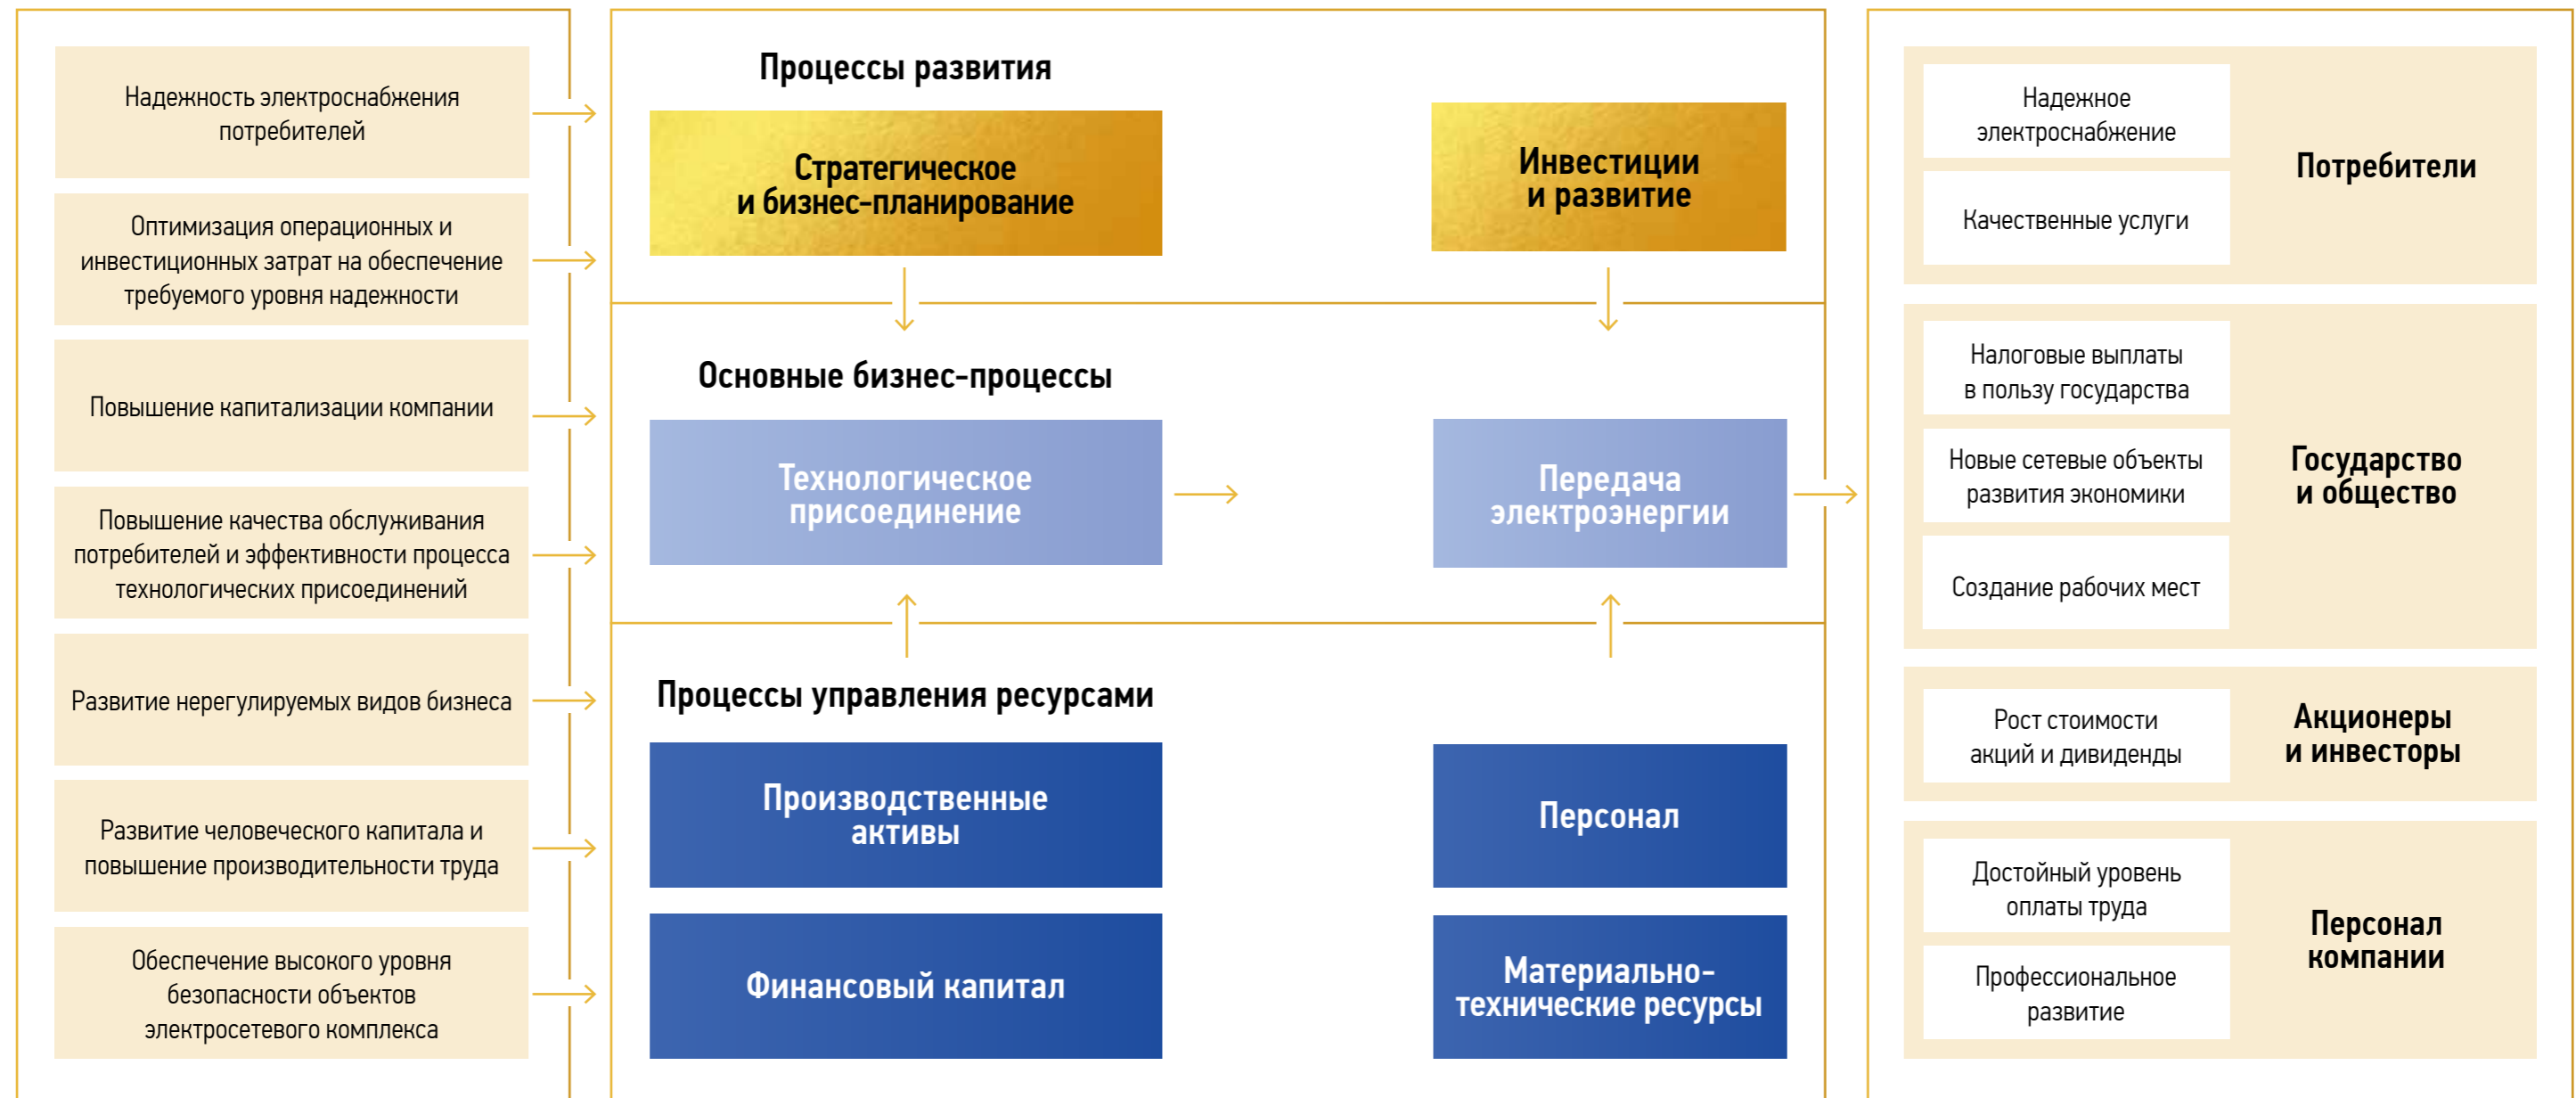 Надежность электроснабжения
потребителей
Оптимизация операционных и
инвестиционных затрат на обеспечение
требуемого уровня надежности
Повышение капитализации компании
Повышение качества обслуживания
потребителей и эффективности процесса
технологических присоединений
Развитие нерегулируемых видов бизнеса
Развитие человеческого капитала и
повышение производительности труда
Обеспечение высокого уровня
безопасности объектов
электросетевого комплекса
Процессы развития
Стратегическое
и бизнес-планирование
Инвестиции
и развитие
Основные бизнес-процессы
Технологическое
присоединение
Передача
электроэнергии
Процессы управления ресурсами
Производственные
активы
Персонал
Финансовый капитал
Материально-
технические ресурсы
Надежное
электроснабжение
Качественные услуги
Потребители
Налоговые выплаты
в пользу государства
Новые сетевые объекты
развития экономики
Создание рабочих мест
Государство
и общество
Рост стоимости
акций и дивиденды
Акционеры
и инвесторы
Достойный уровень
оплаты труда
Профессиональное
развитие
Персонал
компании